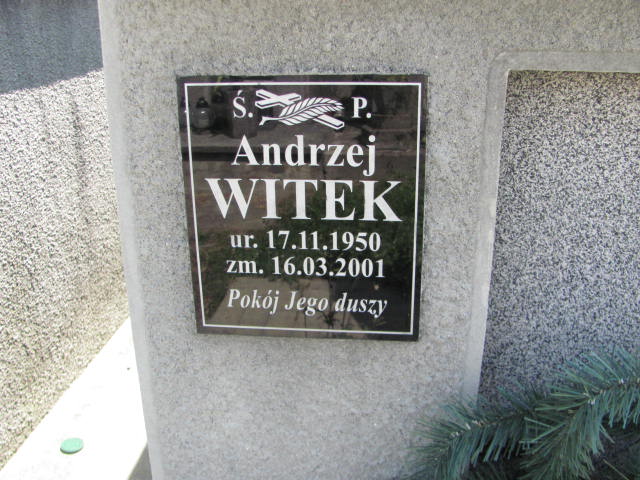 Ś. P.
Andrzej
WITEK
ur. 17.11.1950
zm. 16.03.2001
Pokój Jego duszy